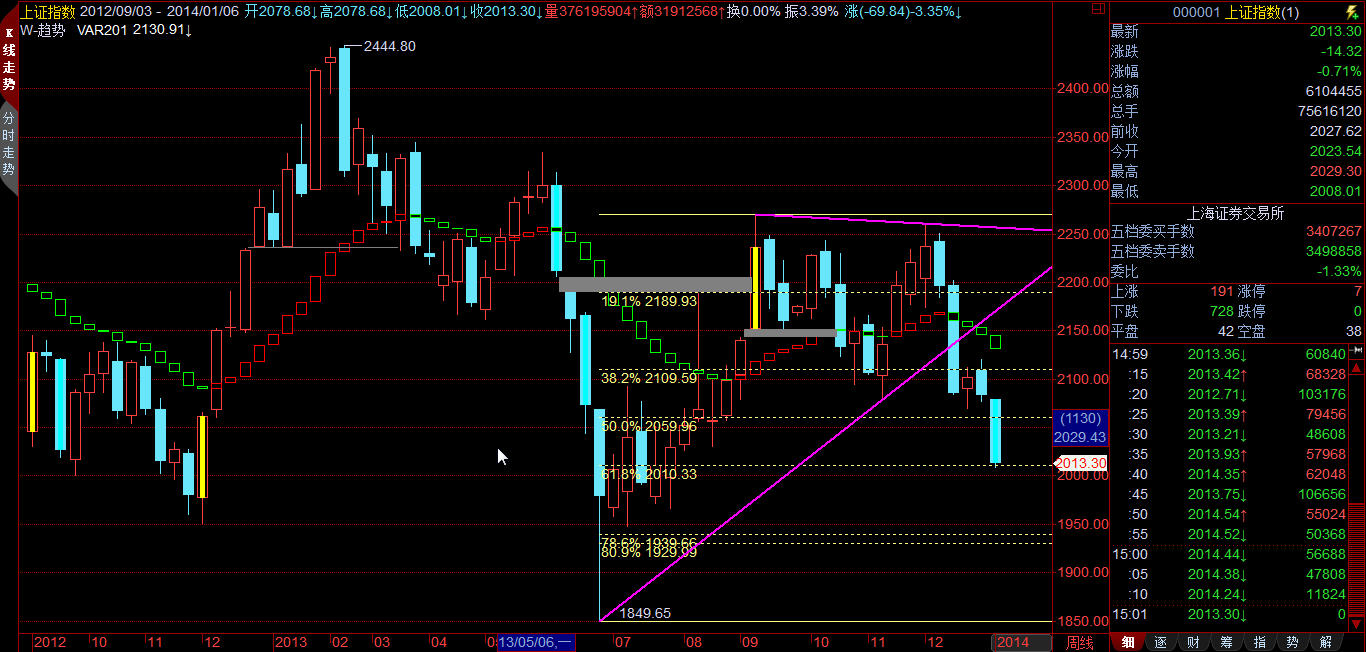 上证指数 2012/09/03 - 2014/01/06 开2078.68↓高2078.68↓低2008.01↓收2013.30↓量376195904↑额31912568↑换0.00% 振3.39% 涨(-69.84)-3.35%↓
W-趋势 VAR201 2130.91↓
K线走势
分时走势
2444.80
19.1% 2189.93
38.2% 2109.59
50.0% 2059.96
61.8% 2010.33
78.6% 1939.66
80.9% 1929.99
1849.65
2400.00
2350.00
2300.00
2250.00
2200.00
2150.00
2100.00
(1130)
2029.43
2013.30
2000.00
1950.00
1900.00
1850.00
2012 10 11 12 2013 02 03 04 13/05/06,一 07 08 09 10 11 12 2014 周线
000001 上证指数(1)
最新 2013.30
涨跌 -14.32
涨幅 -0.71%
总额 6104455
总手 75616120
前收 2027.62
今开 2023.54
最高 2029.30
最低 2008.01
上海证券交易所
五档委买手数 3407267
五档委卖手数 3498858
委比 -1.33%
上涨 191 涨停 7
下跌 728 跌停 0
平盘 42 空盘 38
14:59 2013.36↓ 60840
:15 2013.42↑ 68328
:20 2012.71↓ 103176
:25 2013.39↑ 79456
:30 2013.21↓ 48608
:35 2013.93↑ 57968
:40 2014.35↑ 62048
:45 2013.75↓ 106656
:50 2014.54↑ 55024
:55 2014.52↓ 50368
15:00 2014.44↓ 56688
:05 2014.38↓ 47808
:10 2014.24↓ 11824
15:01 2013.30↓ 0
细 逐 财 筹 指 势 解